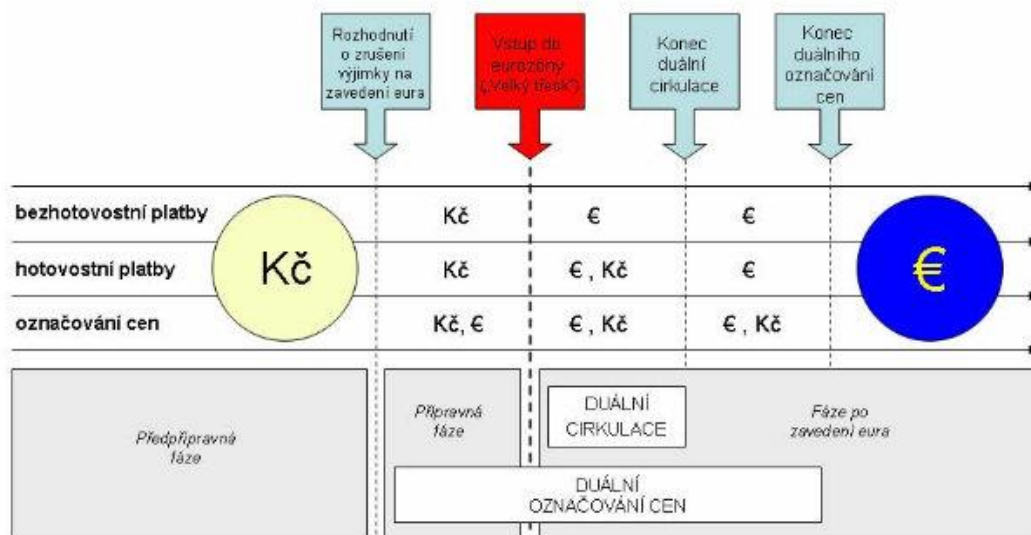 Rozhodnutí
o zrušení
výjimky na
zavedení eura
Vstup do
eurozóny
(„Velký třesk“)
Konec
duální
cirkulace
Konec
duálního
označování
cen
bezhotovostní platby
Kč
€
€
hotovostní platby
Kč
€ , Kč
€
označování cen
Kč, €
€ , Kč
€ , Kč
Kč
€
Předpřípravná
fáze
Přípravná
fáze
DUÁLNÍ
CIRKULACE
Fáze po
zavedení eura
DUÁLNÍ
OZNAČOVÁNÍ CEN